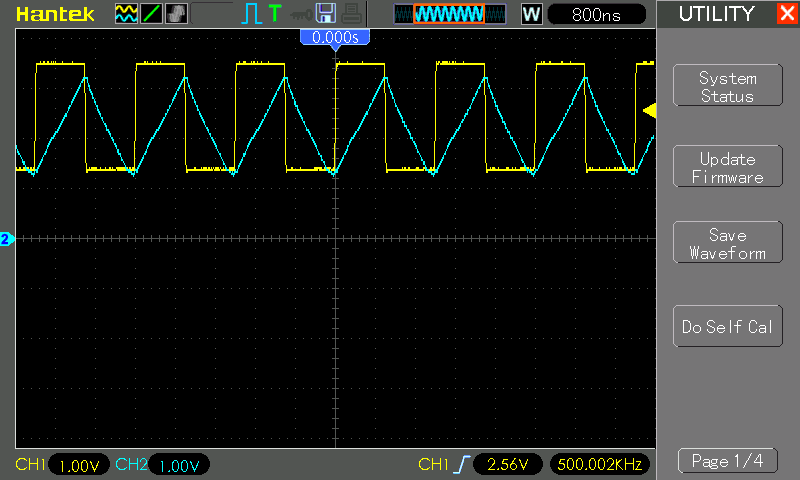 Hantek
T
W
800ns
UTILITY
0.000s
System
Status
Update
Firmware
Save
Waveform
2
Do Self Cal
CH1 1.00V CH2 1.00V CH1 2.56V 500.002KHz
Page 1/4